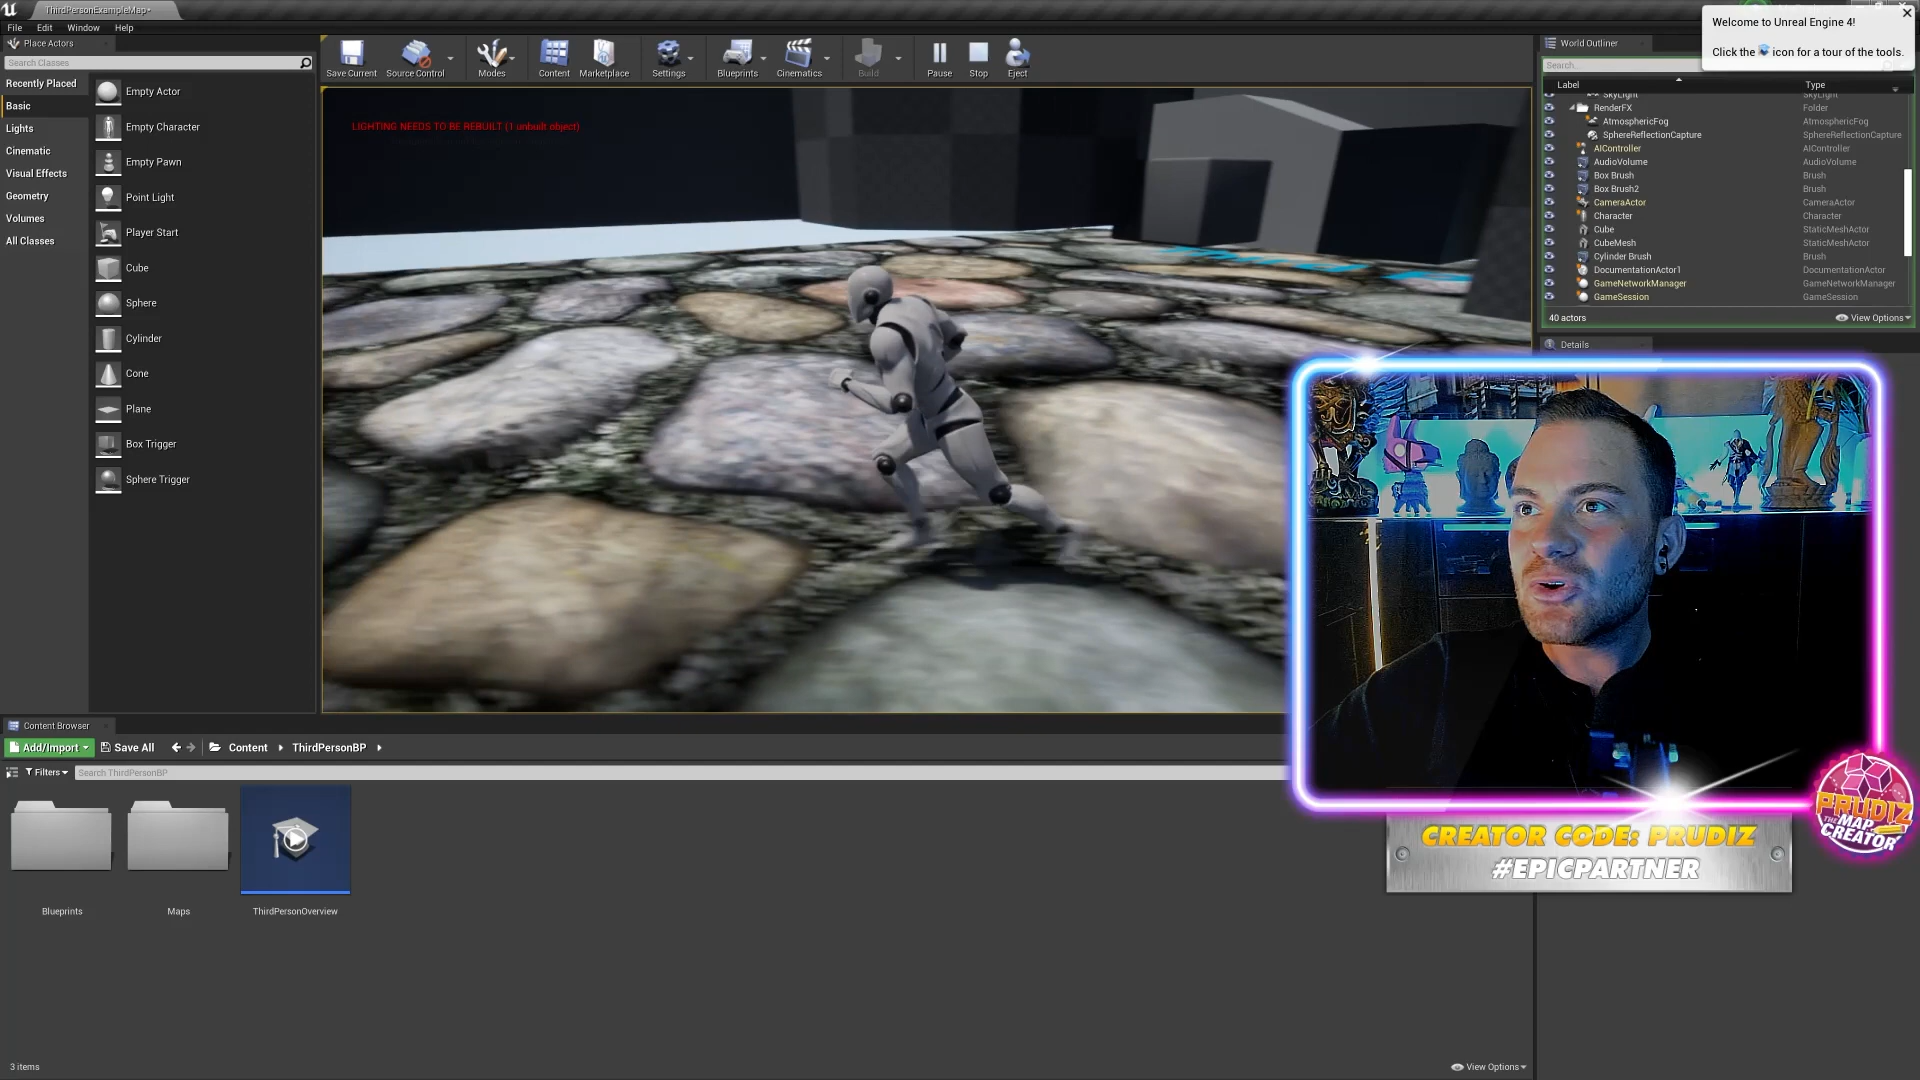 ThirdPersonExampleMap*
File Edit Window Help
Place Actors
Search Classes
Recently Placed
Basic
Lights
Cinematic
Visual Effects
Geometry
Volumes
All Classes
Empty Actor
Empty Character
Empty Pawn
Point Light
Player Start
Cube
Sphere
Cylinder
Cone
Plane
Box Trigger
Sphere Trigger
Save Current Source Control Modes Content Marketplace Settings Blueprints Cinematics Build Pause Stop Eject
LIGHTING NEEDS TO BE REBUILT (1 unbuilt object)
Welcome to Unreal Engine 4!
Click the icon for a tour of the tools.
World Outliner
Search...
Label Type
SkyLight SkyLight
RenderFX Folder
AtmosphericFog AtmosphericFog
SphereReflectionCapture SphereReflectionCapture
AIController AIController
AudioVolume AudioVolume
Box Brush Brush
Box Brush2 Brush
CameraActor CameraActor
Character Character
Cube StaticMeshActor
CubeMesh StaticMeshActor
Cylinder Brush Brush
DocumentationActor1 DocumentationActor
GameNetworkManager GameNetworkManager
GameSession GameSession
40 actors View Options
Details
CREATOR CODE: PRUDIZ
#EPICPARTNER
PRUDIZ
THE MAP
CREATOR
Content Browser
Add/Import Save All Content ThirdPersonBP
Filters Search ThirdPersonBP
Blueprints Maps ThirdPersonOverview
3 items View Options